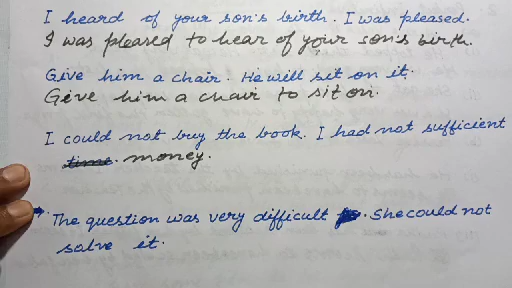 I heard of your son's birth. I was pleased.
I was pleased to hear of your son's birth.
Give him a chair. He will sit on it.
Give him a chair to sit on.
I could not buy the book. I had not sufficient
time. money.
The question was very difficult. She could not
solve it.